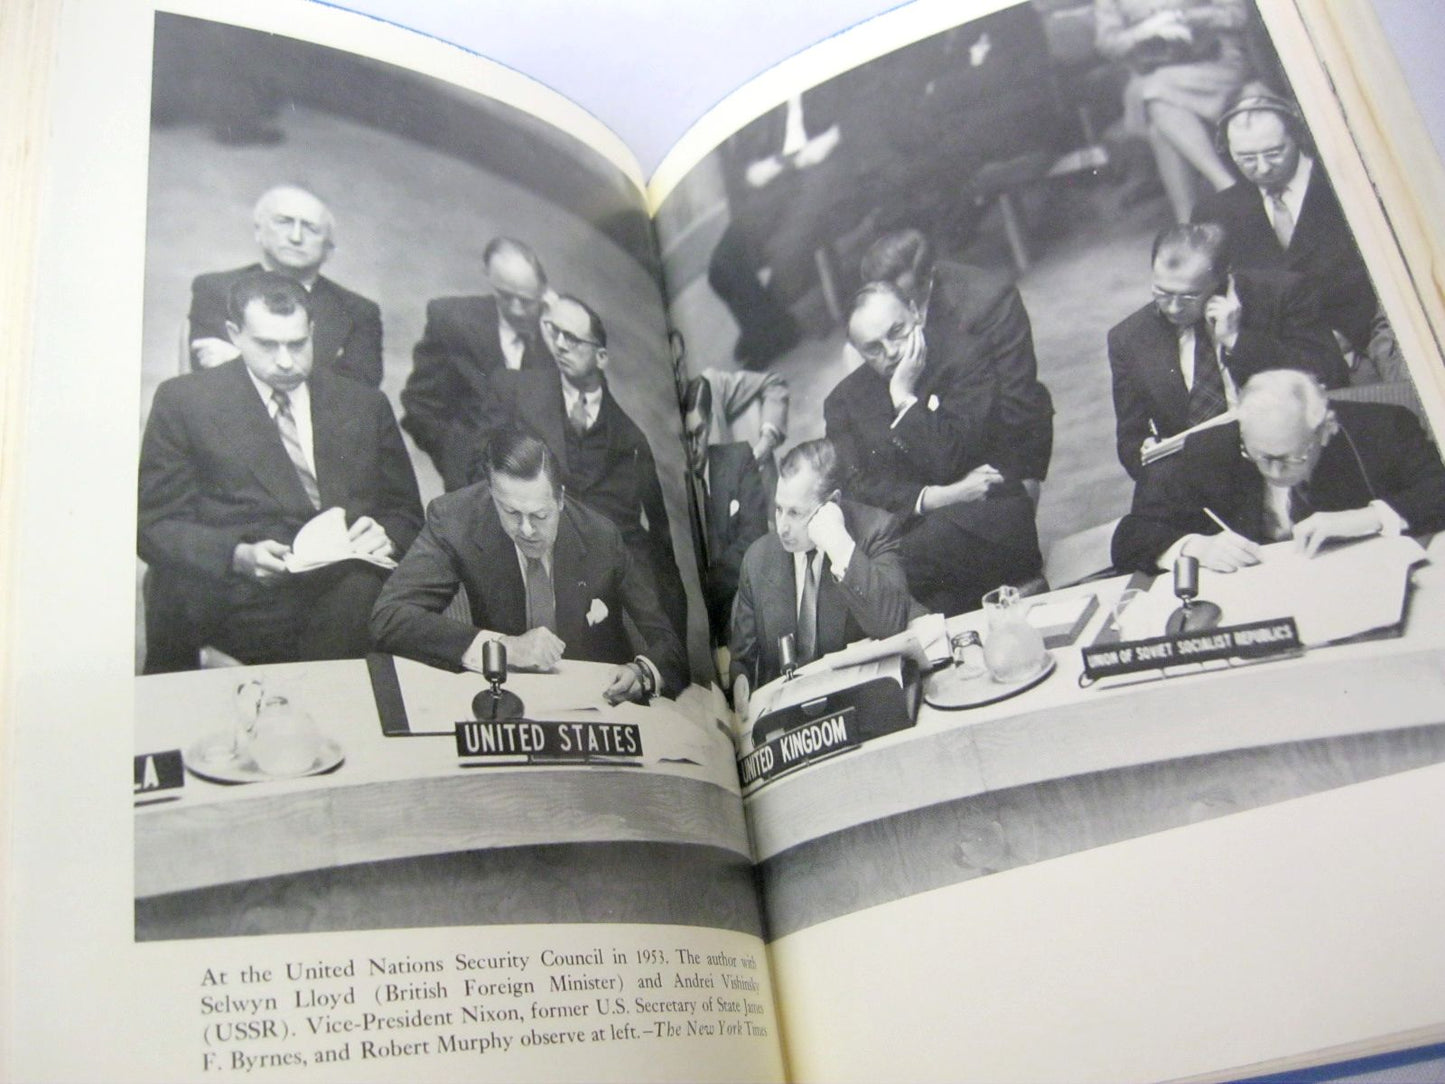 LA
UNITED STATES
UNITED KINGDOM
UNION OF SOVIET SOCIALIST REPUBLICS
At the United Nations Security Council in 1953. The author with
Selwyn Lloyd (British Foreign Minister) and Andrei Vishinsky
(USSR). Vice-President Nixon, former U.S. Secretary of State James
F. Byrnes, and Robert Murphy observe at left.—The New York Times